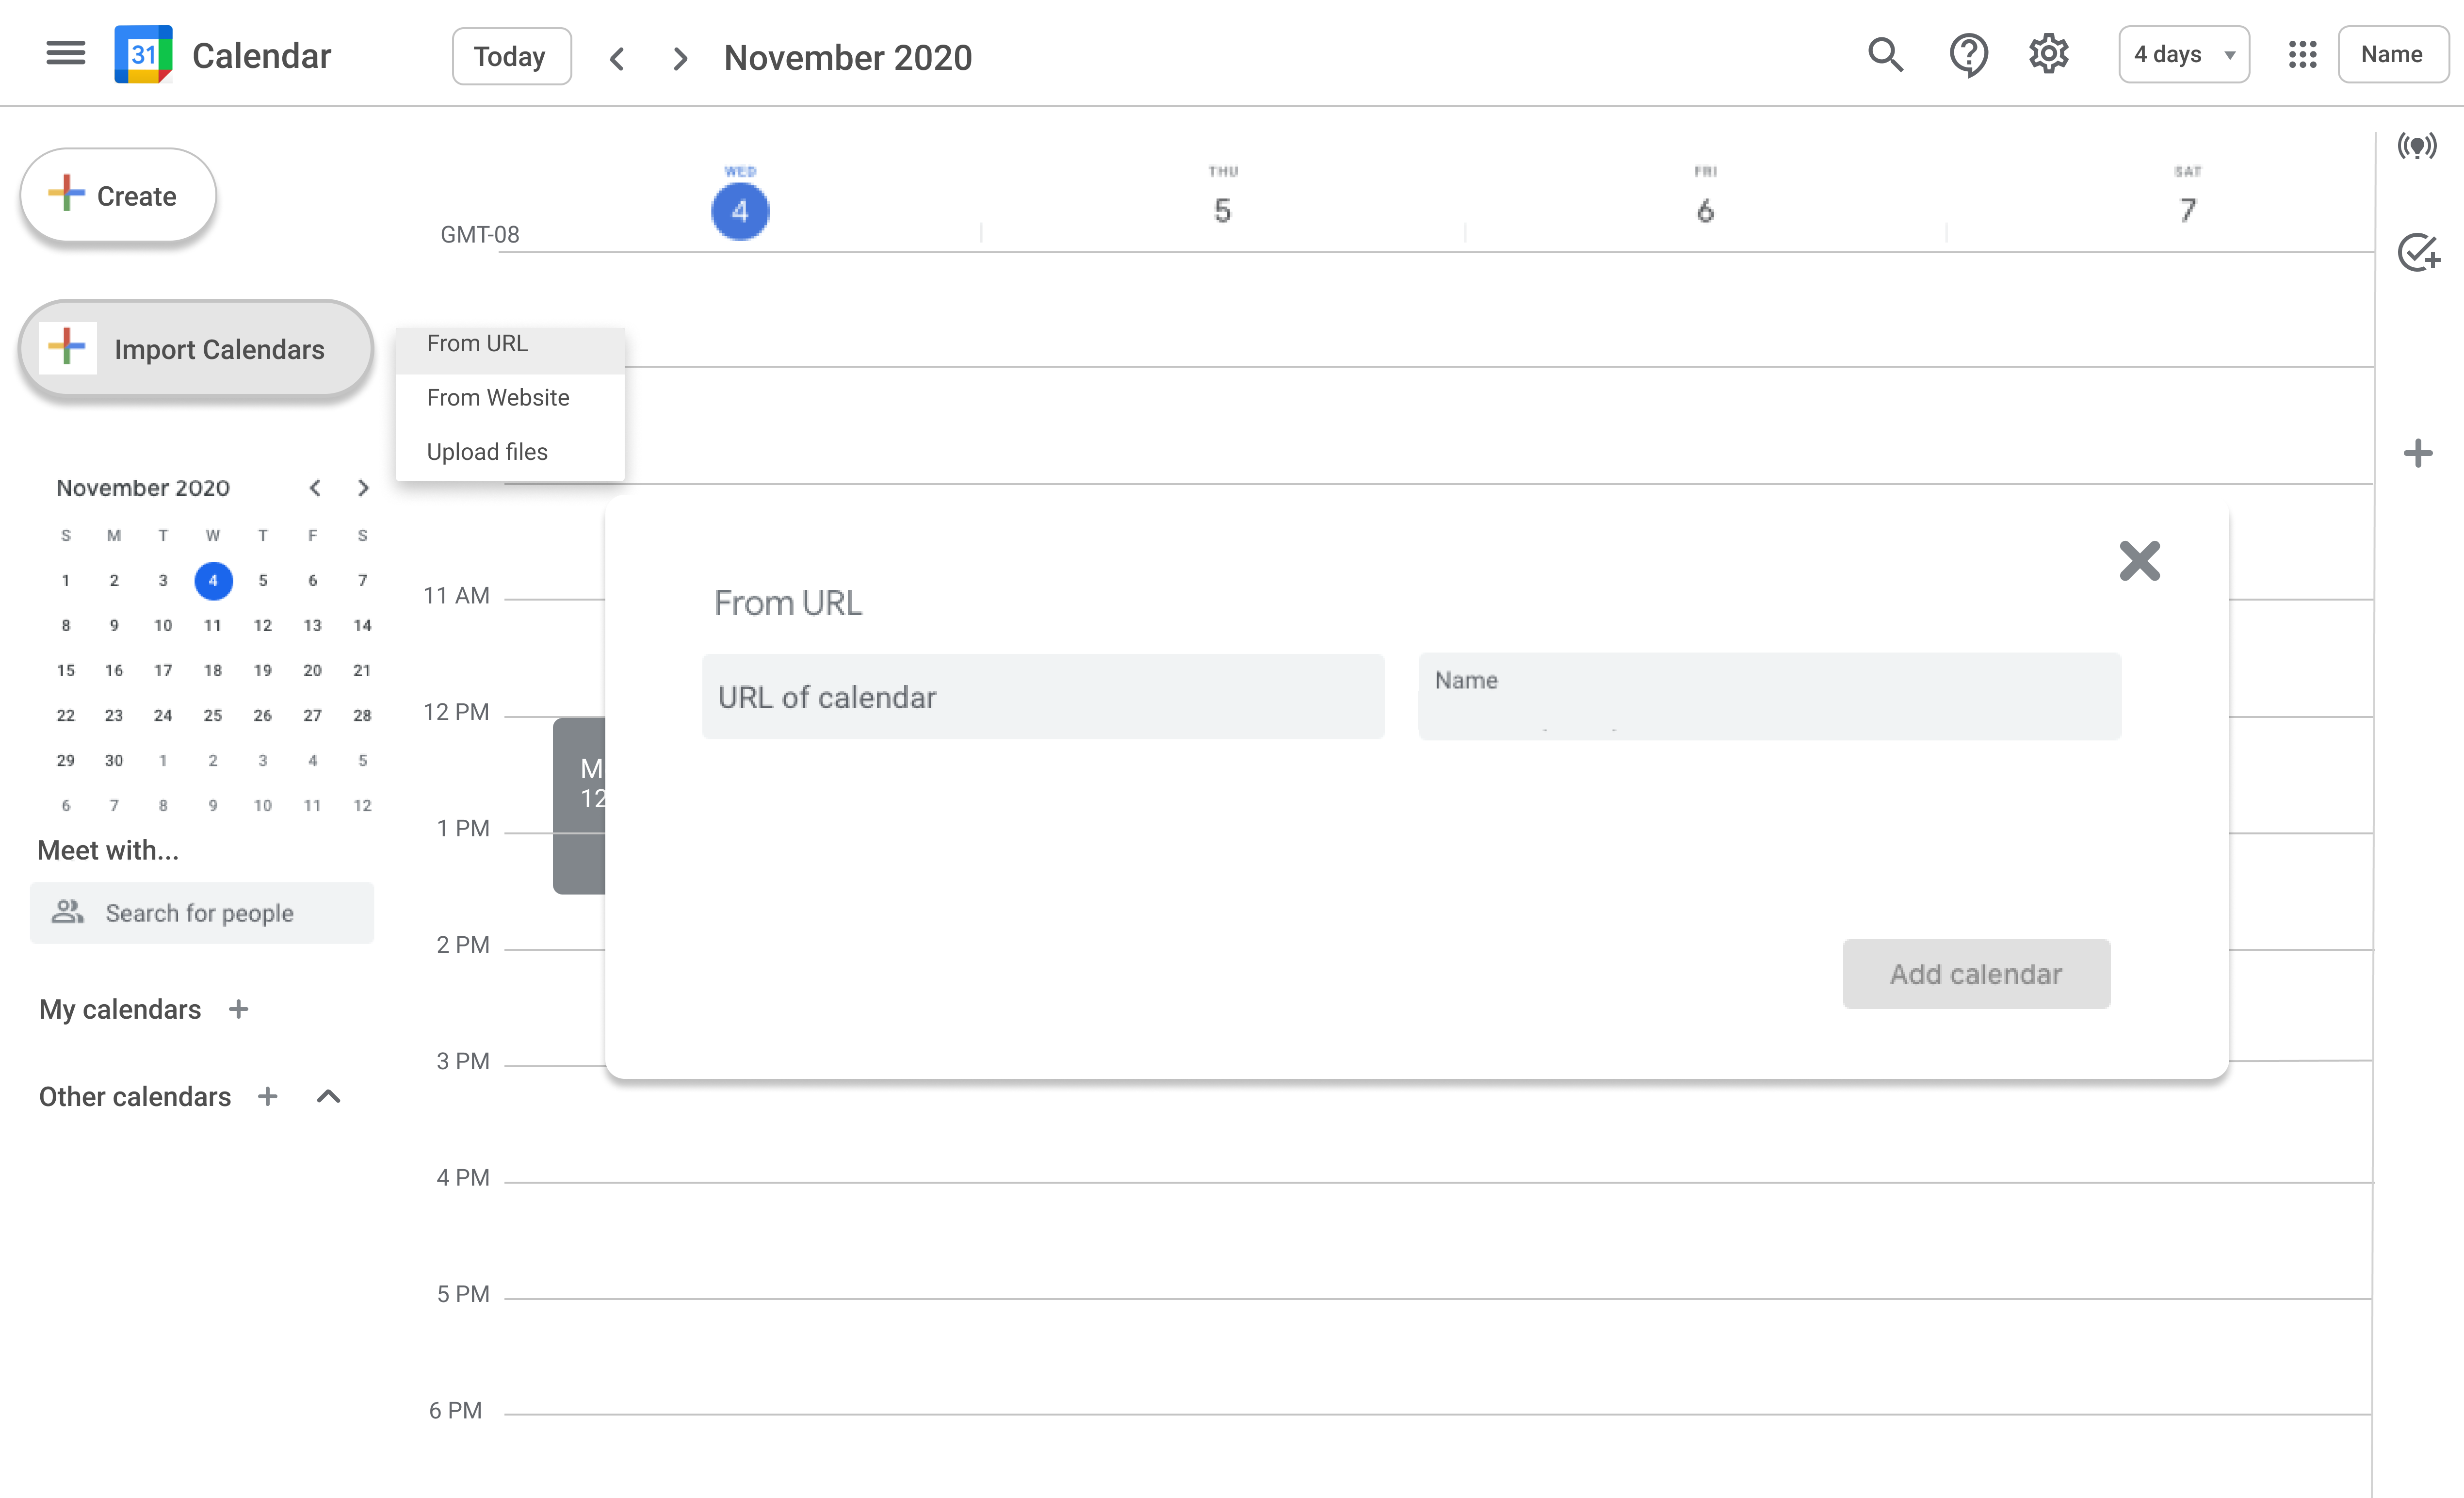 31 Calendar Today November 2020 4 days Name
Create
WED THU FRI SAT
4 5 6 7
GMT-08
Import Calendars
From URL
From Website
Upload files
November 2020
S M T W T F S
1 2 3 4 5 6 7
8 9 10 11 12 13 14
15 16 17 18 19 20 21
22 23 24 25 26 27 28
29 30 1 2 3 4 5
6 7 8 9 10 11 12
Meet with...
Search for people
My calendars
Other calendars
11 AM
12 PM
1 PM
2 PM
3 PM
4 PM
5 PM
6 PM
M
12
From URL
URL of calendar
Name
Add calendar